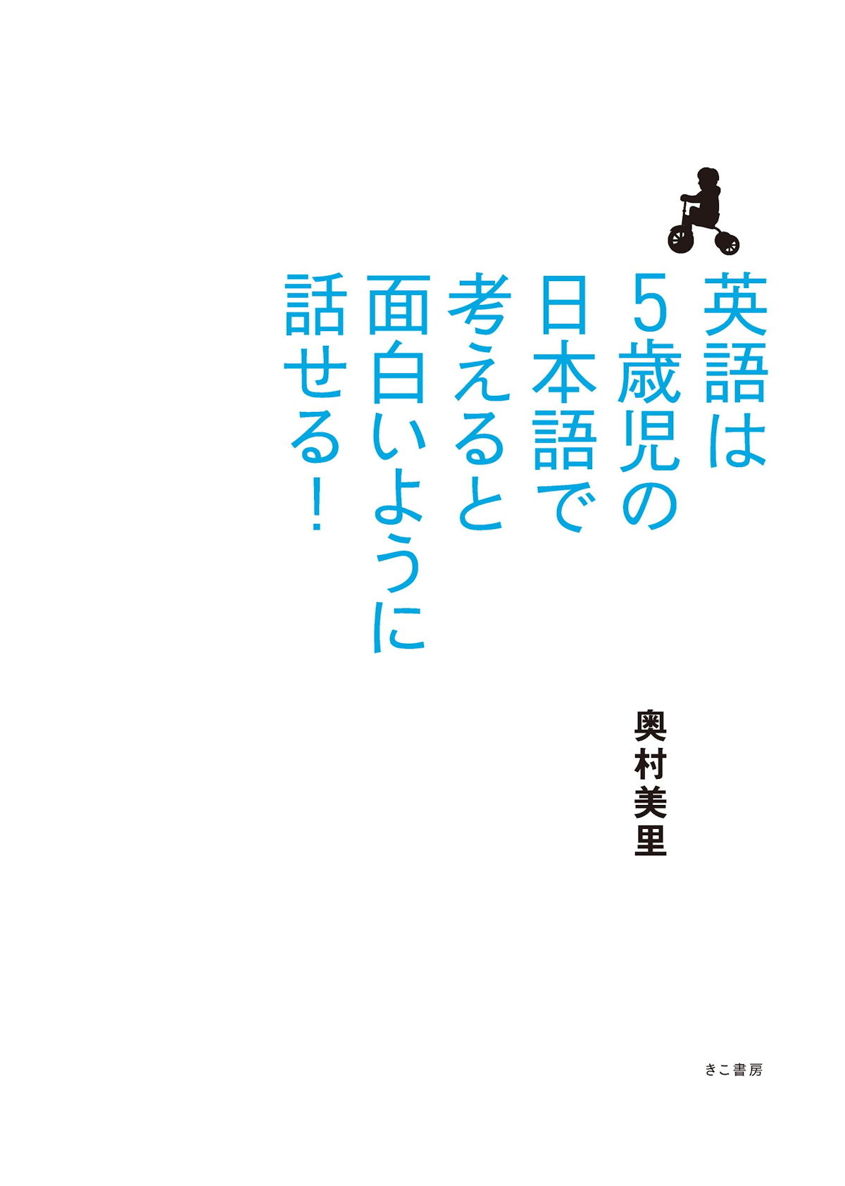 英語は
5歳児の
日本語で
考えると
面白いように
話せる！
奥村美里
きこ書房